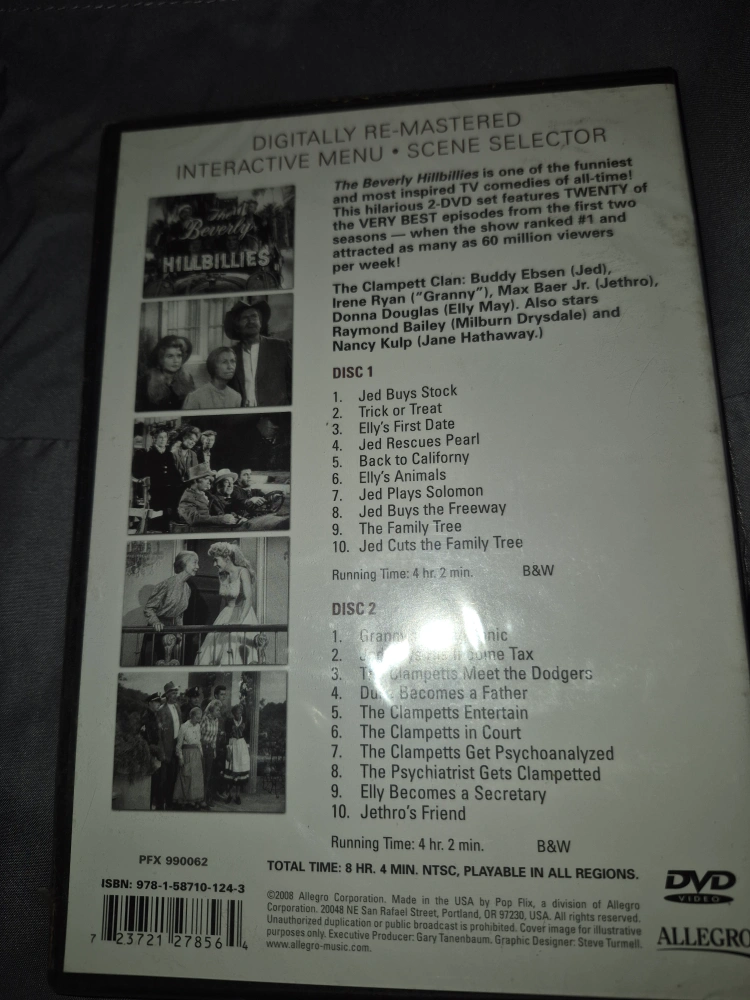 DIGITALLY RE-MASTERED
INTERACTIVE MENU • SCENE SELECTOR
The Beverly
HILLBILLIES
The Beverly Hillbillies is one of the funniest
and most inspired TV comedies of all-time!
This hilarious 2-DVD set features TWENTY of
the VERY BEST episodes from the first two
seasons — when the show ranked #1 and
attracted as many as 60 million viewers
per week!
The Clampett Clan: Buddy Ebsen (Jed),
Irene Ryan ("Granny"), Max Baer Jr. (Jethro),
Donna Douglas (Elly May). Also stars
Raymond Bailey (Milburn Drysdale) and
Nancy Kulp (Jane Hathaway.)
DISC 1
1. Jed Buys Stock
2. Trick or Treat
3. Elly's First Date
4. Jed Rescues Pearl
5. Back to Californy
6. Elly's Animals
7. Jed Plays Solomon
8. Jed Buys the Freeway
9. The Family Tree
10. Jed Cuts the Family Tree
Running Time: 4 hr. 2 min. B&W
DISC 2
1.
2. Tax
3. The Clampetts Meet the Dodgers
4. Duke Becomes a Father
5. The Clampetts Entertain
6. The Clampetts in Court
7. The Clampetts Get Psychoanalyzed
8. The Psychiatrist Gets Clampetted
9. Elly Becomes a Secretary
10. Jethro's Friend
Running Time: 4 hr. 2 min. B&W
TOTAL TIME: 8 HR. 4 MIN. NTSC, PLAYABLE IN ALL REGIONS.
PFX 990062
ISBN: 978-1-58710-124-3
7 23721 27856 4
©2008 Allegro Corporation. Made in the USA by Pop Flix, a division of Allegro
Corporation. 20048 NE San Rafael Street, Portland, OR 97230, USA. All rights reserved.
Unauthorized duplication or public broadcast is prohibited. Cover image for illustrative
purposes only. Executive Producer: Gary Tanenbaum. Graphic Designer: Steve Turmell.
www.allegro-music.com.
DVD
VIDEO
ALLEGRO